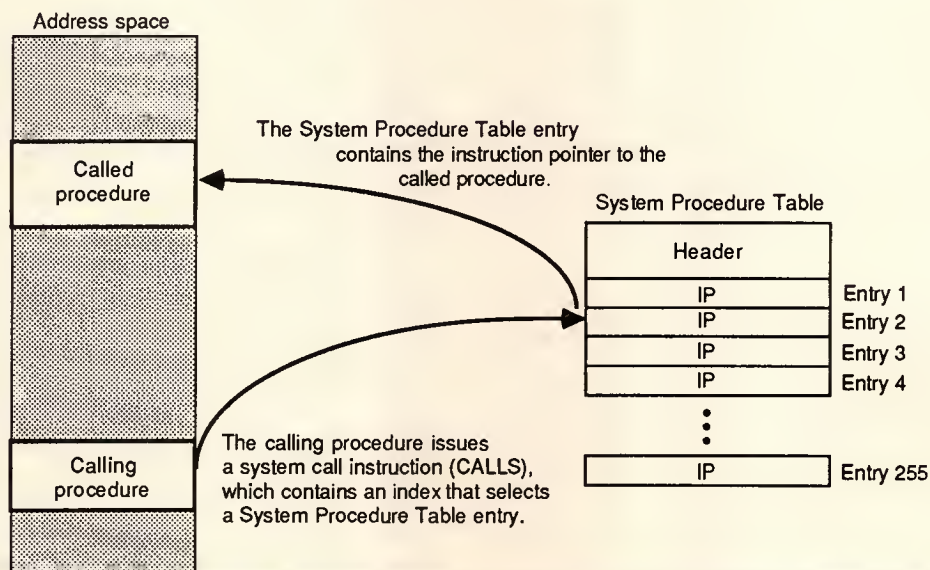 Address space
Called
procedure
The System Procedure Table entry
contains the instruction pointer to the
called procedure.
System Procedure Table
Header
IP
Entry 1
IP
Entry 2
IP
Entry 3
IP
Entry 4
IP
Entry 255
Calling
procedure
The calling procedure issues
a system call instruction (CALLS),
which contains an index that selects
a System Procedure Table entry.